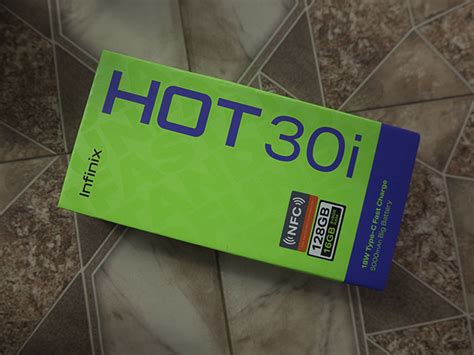 HOT 30i
Infinix
NFC
128GB
16GB
18W Type-C Fast Charge
5000mAh Big Battery